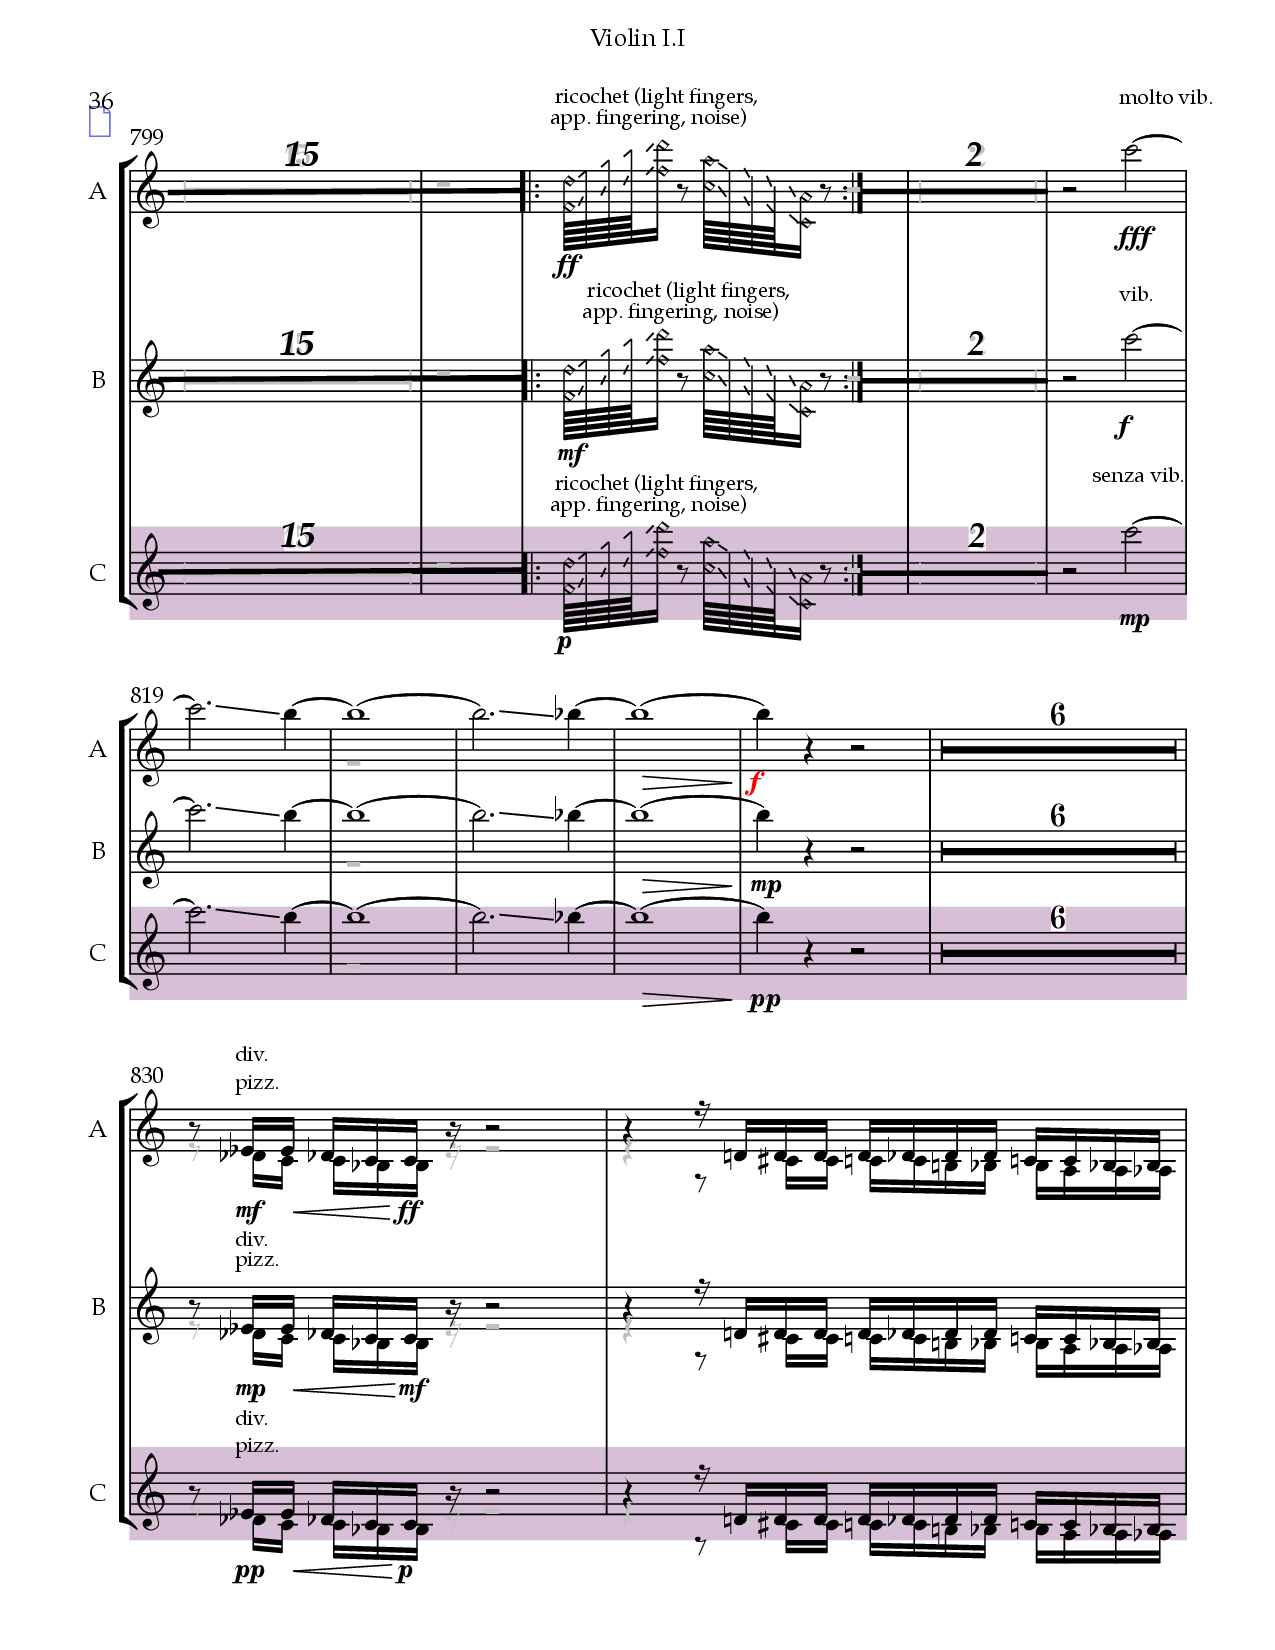 Violin I.I
36
799
ricochet (light fingers,
app. fingering, noise)
molto vib.
A
15
2
ff
fff
ricochet (light fingers,
app. fingering, noise)
vib.
B
15
2
mf
f
ricochet (light fingers,
app. fingering, noise)
senza vib.
C
15
2
p
mp
819
A
6
f
B
6
mp
C
6
pp
830
div.
pizz.
A
mf
ff
div.
pizz.
B
mp
mf
div.
pizz.
C
pp
p